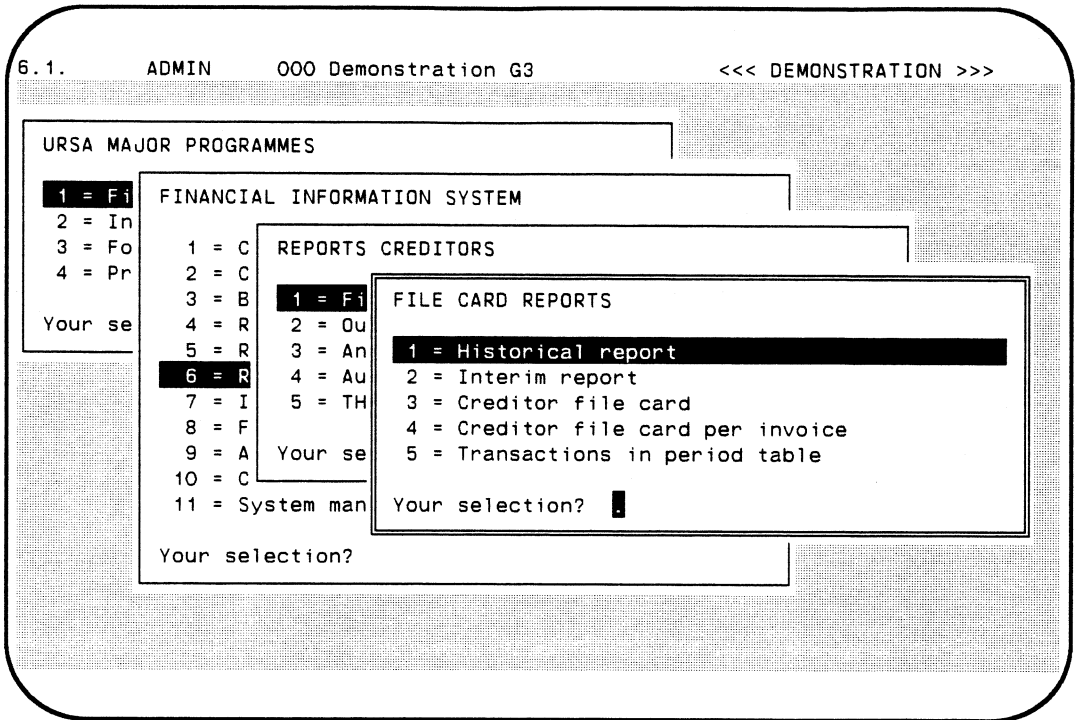 6.1. ADMIN 000 Demonstration G3 <<< DEMONSTRATION >>>
URSA MAJOR PROGRAMMES
1 = Fi
2 = In
3 = Fo
4 = Pr
Your se
FINANCIAL INFORMATION SYSTEM
1 = C
2 = C
3 = B
4 = R
5 = R
6 = R
7 = I
8 = F
9 = A
10 = C
11 = System man
Your selection?
REPORTS CREDITORS
1 = Fi
2 = Ou
3 = An
4 = Au
5 = TH
Your se
FILE CARD REPORTS
1 = Historical report
2 = Interim report
3 = Creditor file card
4 = Creditor file card per invoice
5 = Transactions in period table
Your selection? .